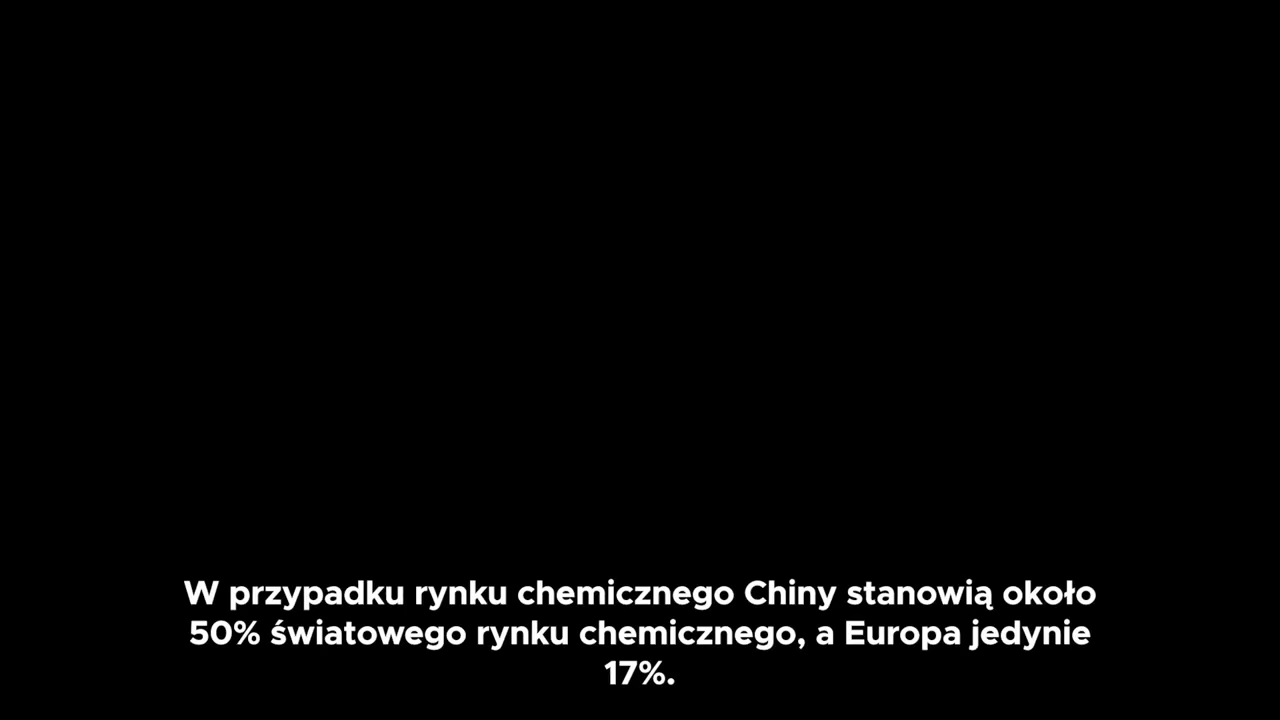 W przypadku rynku chemicznego Chiny stanowią około
50% światowego rynku chemicznego, a Europa jedynie
17%.